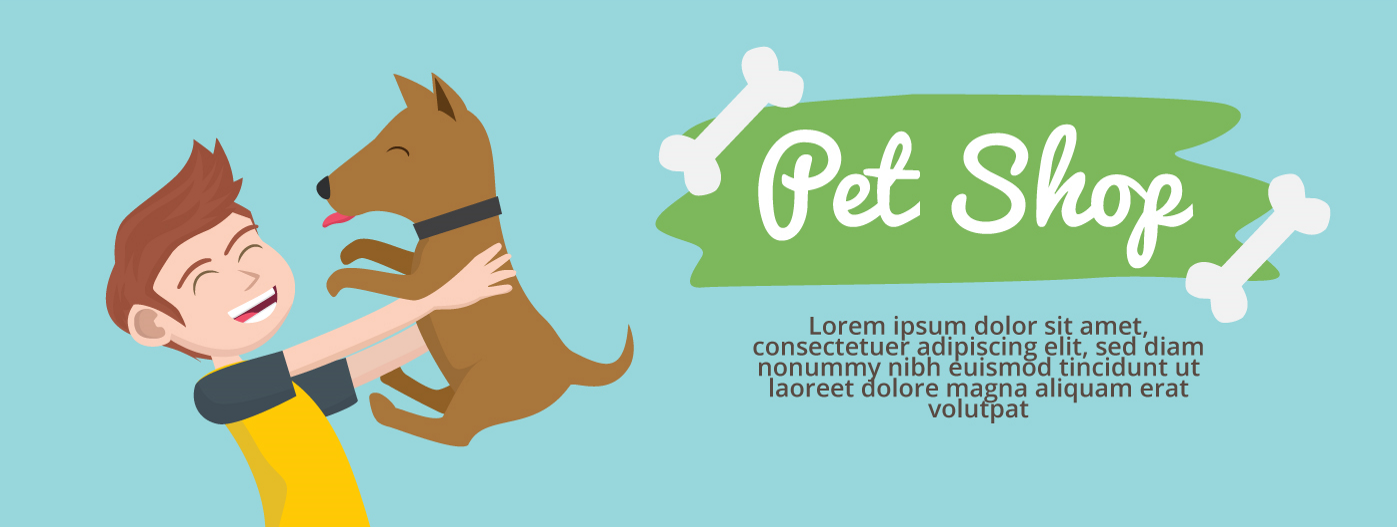 Pet Shop
Lorem ipsum dolor sit amet,
consectetuer adipiscing elit, sed diam
nonummy nibh euismod tincidunt ut
laoreet dolore magna aliquam erat
volutpat